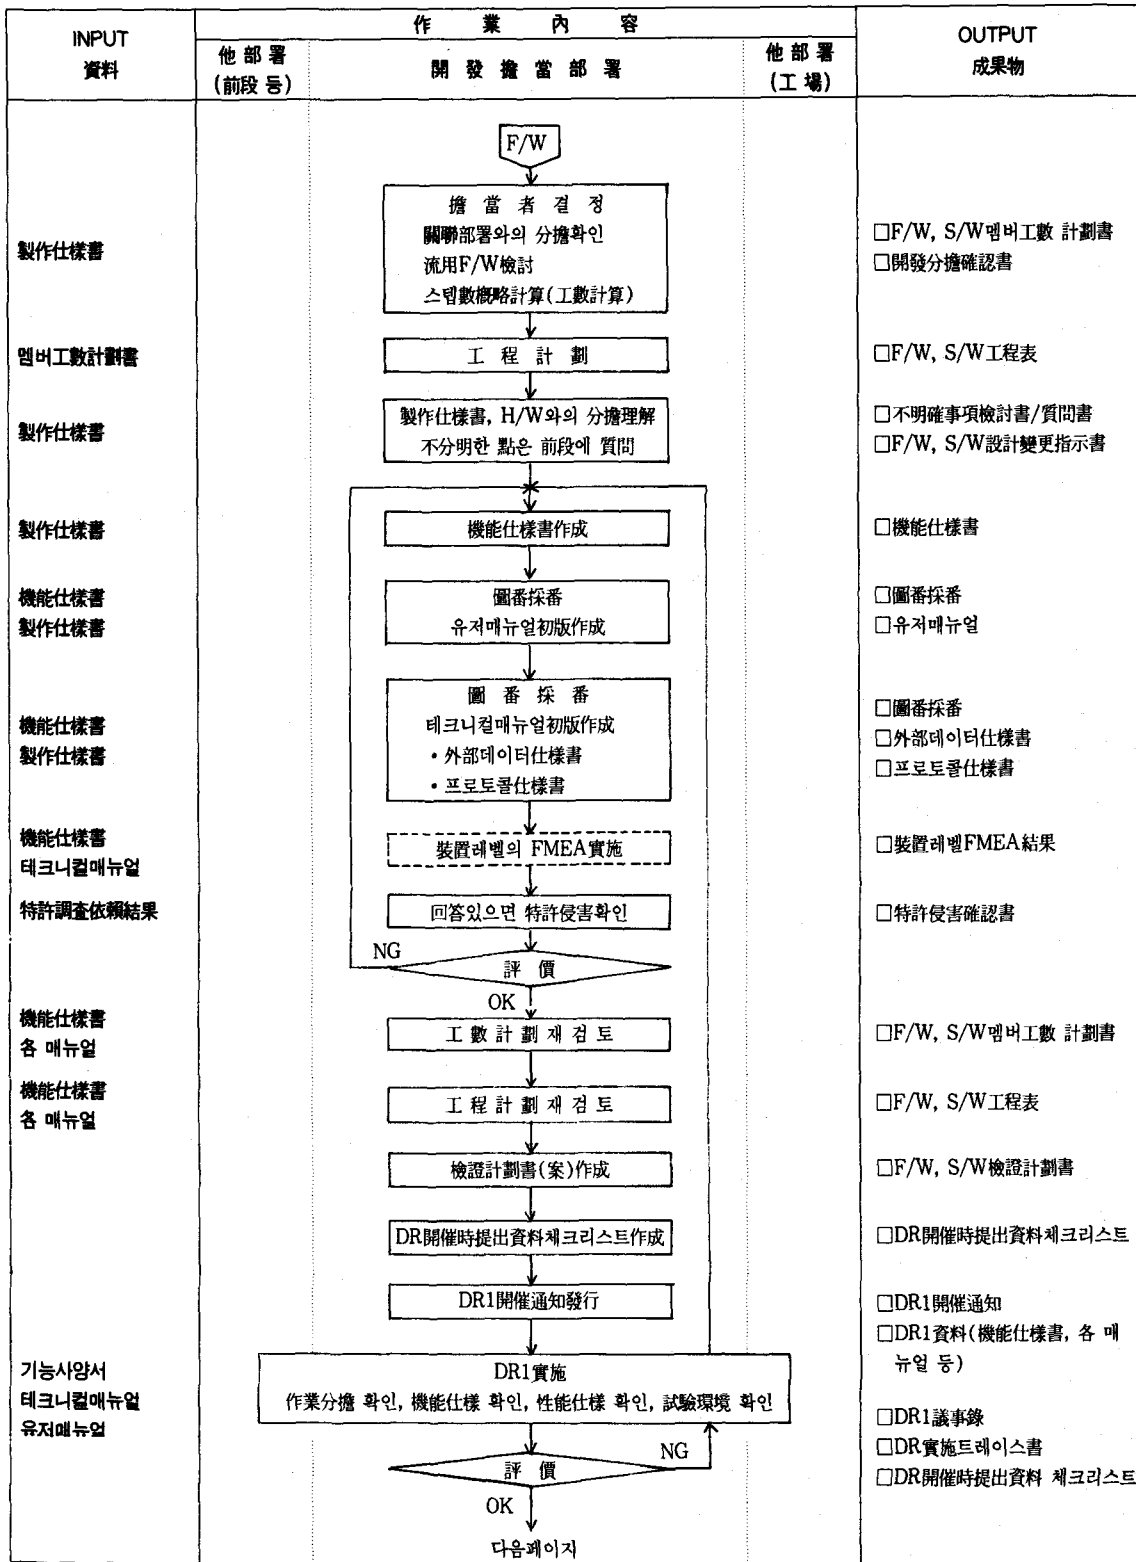 INPUT
資料
作 業 內 容
他 部 署
(前段 등)
開 發 擔 當 部 署
他 部 署
(工 場)
OUTPUT
成果物
F/W
製作仕樣書
擔 當 者 결 정
關聯部署와의 分擔확인
流用F/W檢討
스텝數槪略計算(工數計算)
□F/W, S/W멤버工數 計劃書
□開發分擔確認書
멤버工數計劃書
工 程 計 劃
□F/W, S/W工程表
製作仕樣書
製作仕樣書, H/W와의 分擔理解
不分明한 點은 前段에 質問
□不明確事項檢討書/質問書
□F/W, S/W設計變更指示書
製作仕樣書
機能仕樣書作成
□機能仕樣書
機能仕樣書
製作仕樣書
圖番採番
유저매뉴얼初版作成
□圖番採番
□유저매뉴얼
機能仕樣書
製作仕樣書
圖 番 採 番
테크니컬매뉴얼初版作成
• 外部데이터仕樣書
• 프로토콜仕樣書
□圖番採番
□外部데이터仕樣書
□프로토콜仕樣書
機能仕樣書
테크니컬매뉴얼
裝置레벨의 FMEA實施
□裝置레벨FMEA結果
特許調査依賴結果
回答있으면 特許侵害확인
□特許侵害確認書
NG
評 價
OK
機能仕樣書
各 매뉴얼
工 數 計 劃 재 검 토
□F/W, S/W멤버工數 計劃書
機能仕樣書
各 매뉴얼
工 程 計 劃 재 검 토
□F/W, S/W工程表
檢證計劃書(案)作成
□F/W, S/W檢證計劃書
DR開催時提出資料체크리스트作成
□DR開催時提出資料체크리스트
DR1開催通知發行
□DR1開催通知
□DR1資料(機能仕樣書, 各 매
뉴얼 등)
기능사양서
테크니컬매뉴얼
유저매뉴얼
DR1實施
作業分擔 확인, 機能仕樣 확인, 性能仕樣 확인, 試驗環境 확인
□DR1議事錄
□DR實施트레이스書
□DR開催時提出資料 체크리스트
評 價
NG
OK
다음페이지